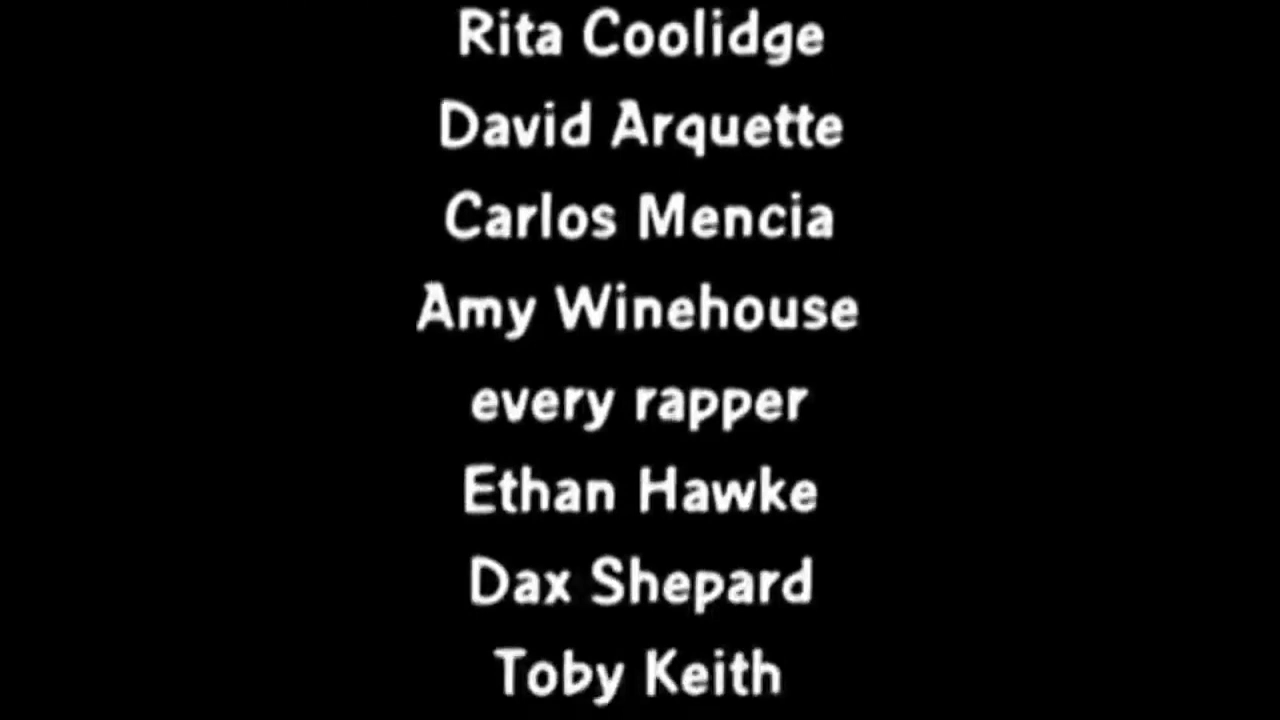 Rita Coolidge
David Arquette
Carlos Mencia
Amy Winehouse
every rapper
Ethan Hawke
Dax Shepard
Toby Keith